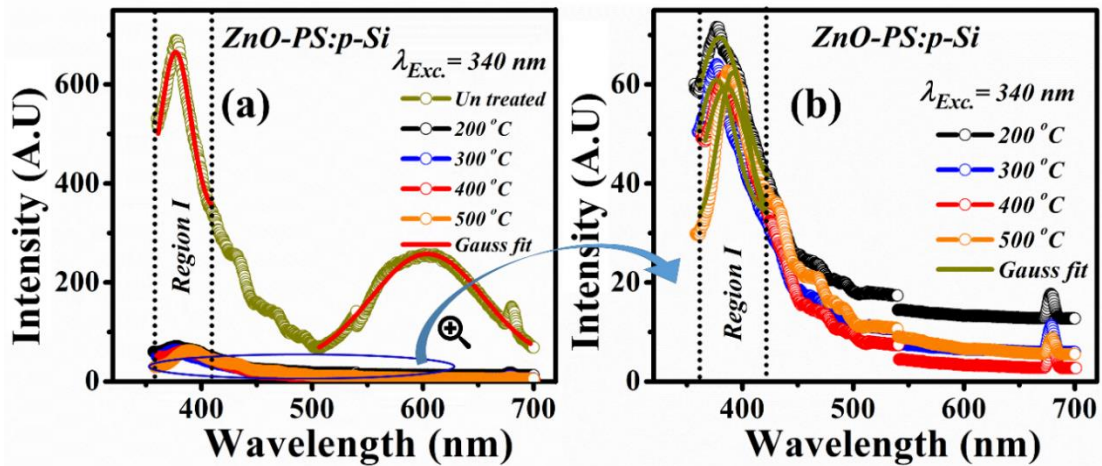 ZnO-PS:p-Si
λExc.= 340 nm
(a)
Un treated
200 °C
300 °C
400 °C
500 °C
Gauss fit
Region I
Intensity (A.U)
600
400
200
0
400
500
600
700
Wavelength (nm)
ZnO-PS:p-Si
(b)
λExc.= 340 nm
200 °C
300 °C
400 °C
500 °C
Gauss fit
Region I
Intensity (A.U)
60
40
20
0
400
500
600
700
Wavelength (nm)